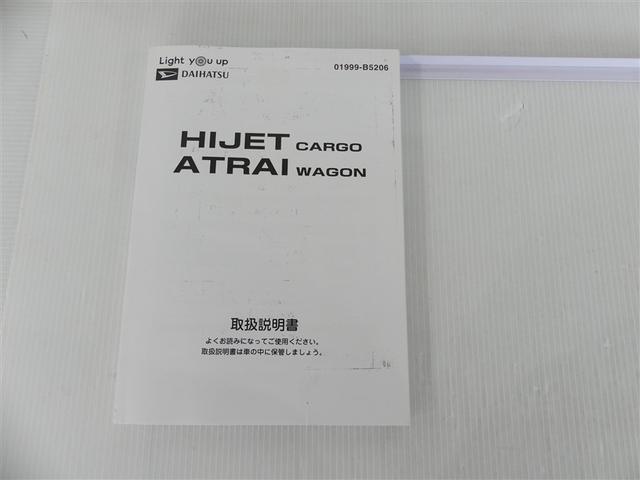 Light you up
DAIHATSU
01999-B5206
HIJET CARGO
ATRAI WAGON
取扱説明書
よくお読みになってご使用ください。
取扱説明書は車の中に保管しましょう。